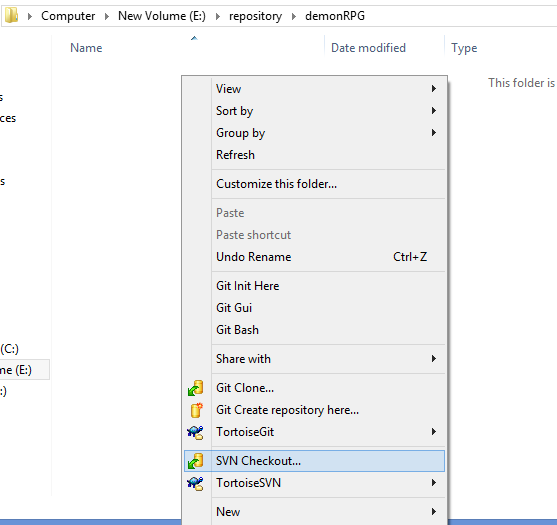 Computer New Volume (E:) repository demonRPG
Name Date modified Type
This folder is
s
ces
s
(C:)
me (E:)
:)
View
Sort by
Group by
Refresh
Customize this folder...
Paste
Paste shortcut
Undo Rename Ctrl+Z
Git Init Here
Git Gui
Git Bash
Share with
Git Clone...
Git Create repository here...
TortoiseGit
SVN Checkout...
TortoiseSVN
New